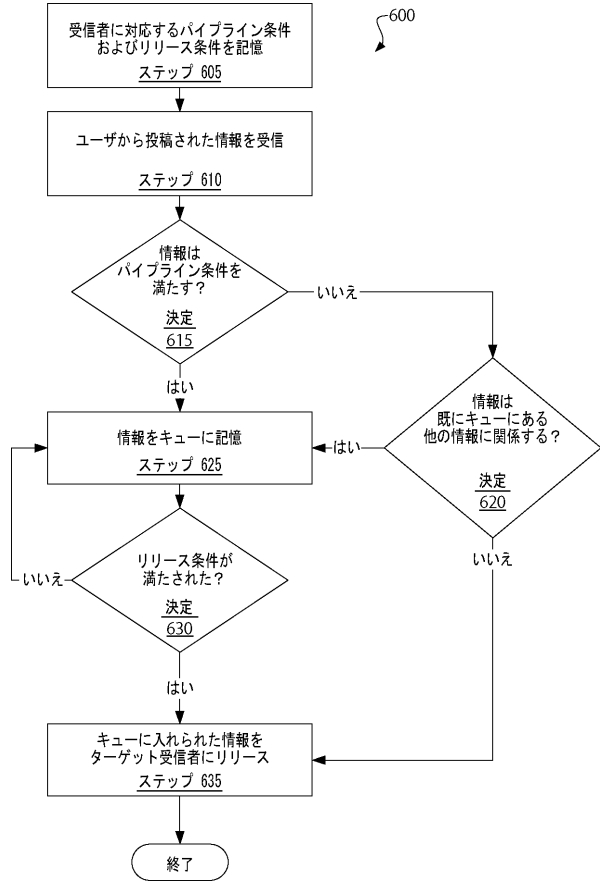 600
受信者に対応するパイプライン条件
およびリリース条件を記憶
ステップ 605
ユーザから投稿された情報を受信
ステップ 610
情報は
パイプライン条件を
満たす？
決定
615
いいえ
はい
情報は
既にキューにある
他の情報に関係する？
決定
620
はい
いいえ
情報をキューに記憶
ステップ 625
リリース条件が
満たされた？
決定
630
いいえ
はい
キューに入れられた情報を
ターゲット受信者にリリース
ステップ 635
終了